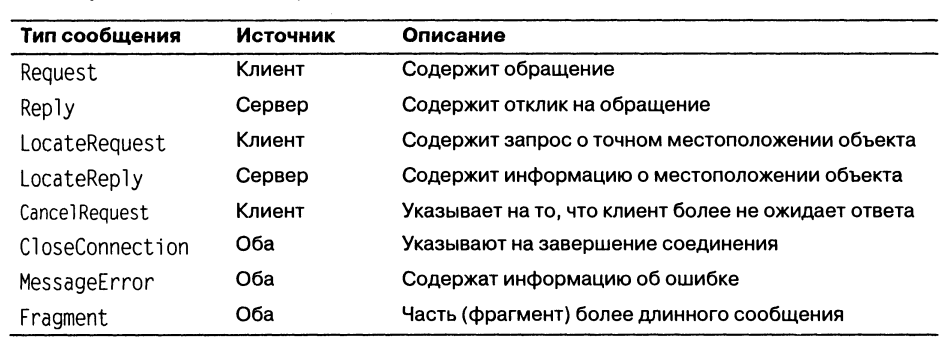 Тип сообщения Источник Описание
Request Клиент Содержит обращение
Reply Сервер Содержит отклик на обращение
LocateRequest Клиент Содержит запрос о точном местоположении объекта
LocateReply Сервер Содержит информацию о местоположении объекта
CancelRequest Клиент Указывает на то, что клиент более не ожидает ответа
CloseConnection Оба Указывают на завершение соединения
MessageError Оба Содержат информацию об ошибке
Fragment Оба Часть (фрагмент) более длинного сообщения